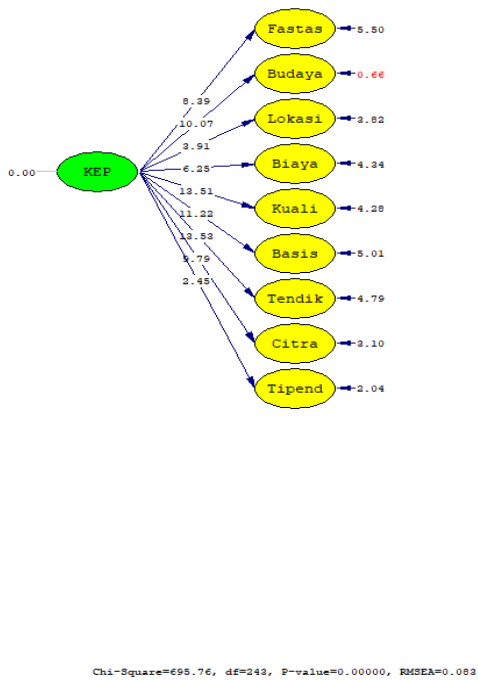 Fastas 5.50
Budaya 0.66
8.39
10.07
Lokasi 3.82
3.91
Biaya 4.34
0.00 KEP 6.25
13.51
Kuali 4.28
11.22
13.53
Basis 5.01
9.79
2.45
Tendik 4.79
Citra 3.10
Tipend 2.04
Chi-Square=695.76, df=243, P-value=0.00000, RMSEA=0.083